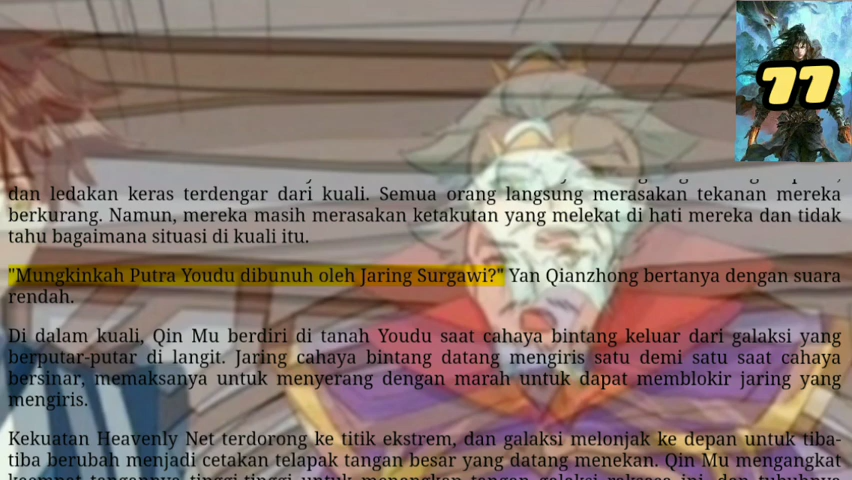 77
dan ledakan keras terdengar dari kuali. Semua orang langsung merasakan tekanan mereka
berkurang. Namun, mereka masih merasakan ketakutan yang melekat di hati mereka dan tidak
tahu bagaimana situasi di kuali itu.
"Mungkinkah Putra Youdu dibunuh oleh Jaring Surgawi?" Yan Qianzhong bertanya dengan suara
rendah.
Di dalam kuali, Qin Mu berdiri di tanah Youdu saat cahaya bintang keluar dari galaksi yang
berputar-putar di langit. Jaring cahaya bintang datang mengiris satu demi satu saat cahaya
bersinar, memaksanya untuk menyerang dengan marah untuk dapat memblokir jaring yang
mengiris.
Kekuatan Heavenly Net terdorong ke titik ekstrem, dan galaksi melonjak ke depan untuk tiba-
tiba berubah menjadi cetakan telapak tangan besar yang datang menekan. Qin Mu mengangkat